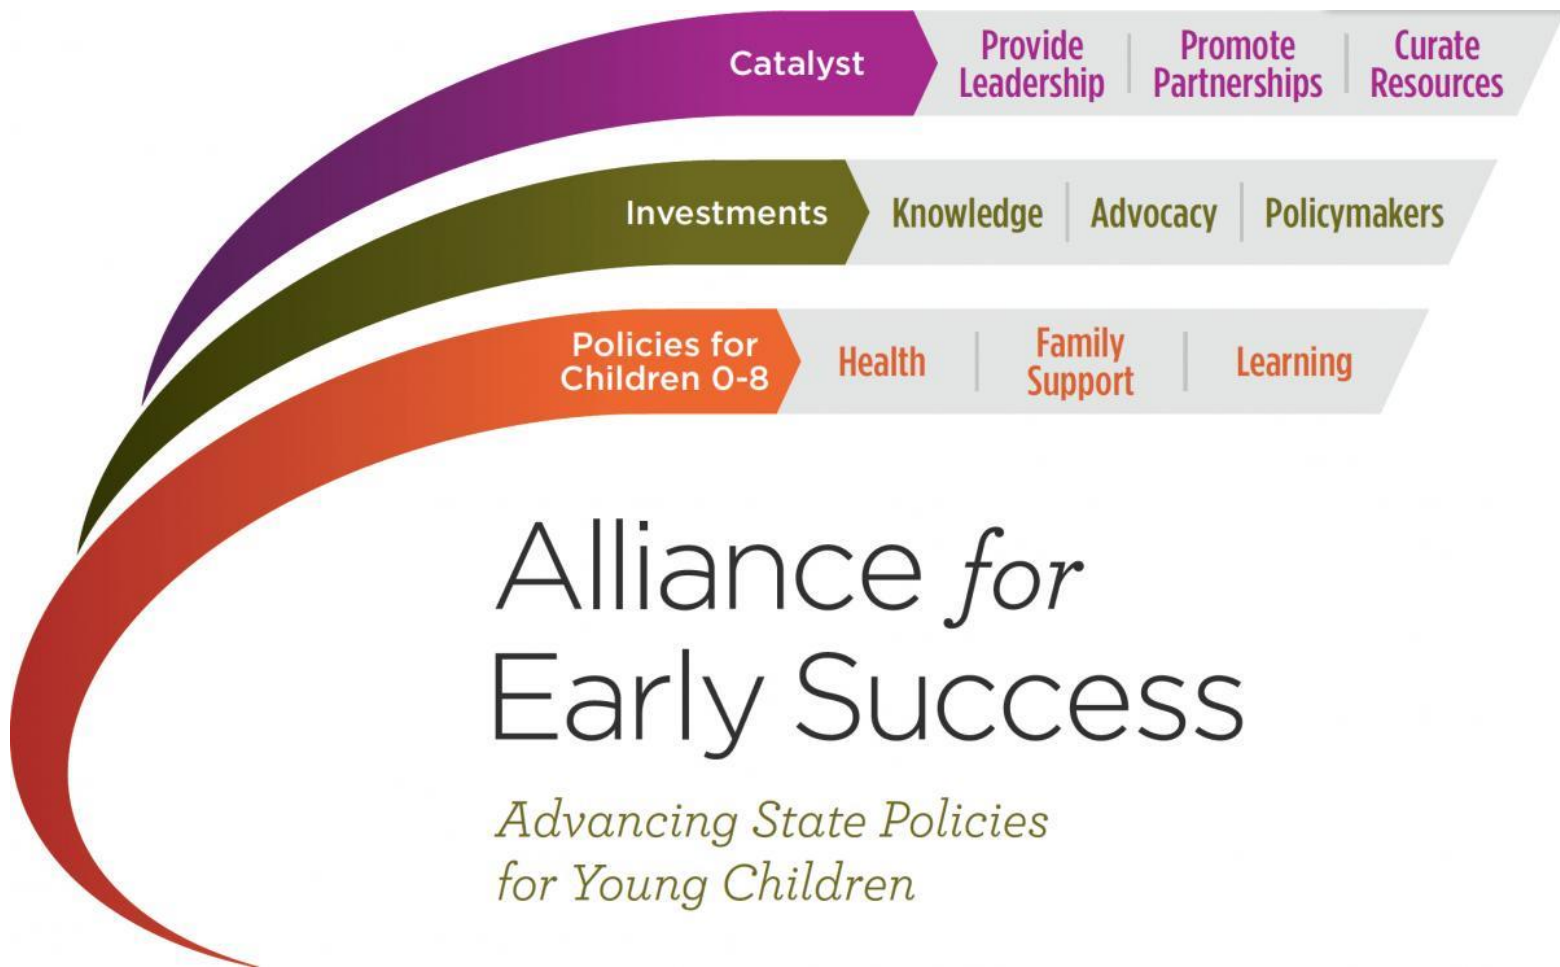 Catalyst
Provide
Leadership
Promote
Partnerships
Curate
Resources
Investments
Knowledge
Advocacy
Policymakers
Policies for
Children 0-8
Health
Family
Support
Learning
Alliance for
Early Success
Advancing State Policies
for Young Children